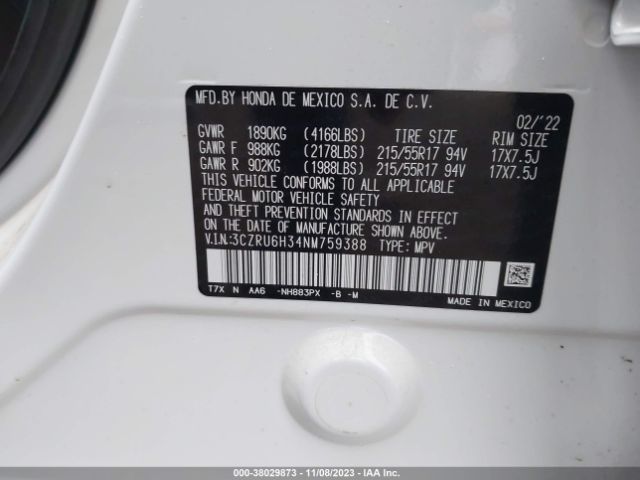 MFD.BY HONDA DE MEXICO S.A. DE C.V.
02/'22
GVWR 1890KG (4166LBS) TIRE SIZE RIM SIZE
GAWR F 988KG (2178LBS) 215/55R17 94V 17X7.5J
GAWR R 902KG (1988LBS) 215/55R17 94V 17X7.5J
THIS VEHICLE CONFORMS TO ALL APPLICABLE
FEDERAL MOTOR VEHICLE SAFETY
AND THEFT PREVENTION STANDARDS IN EFFECT
ON THE DATE OF MANUFACTURE SHOWN ABOVE.
V.I.N:3CZRU6H34NM759388 TYPE: MPV
T7X N AA6 -NH883PX -B -M
MADE IN MEXICO
000-38029873 - 11/08/2023 - IAA Inc.